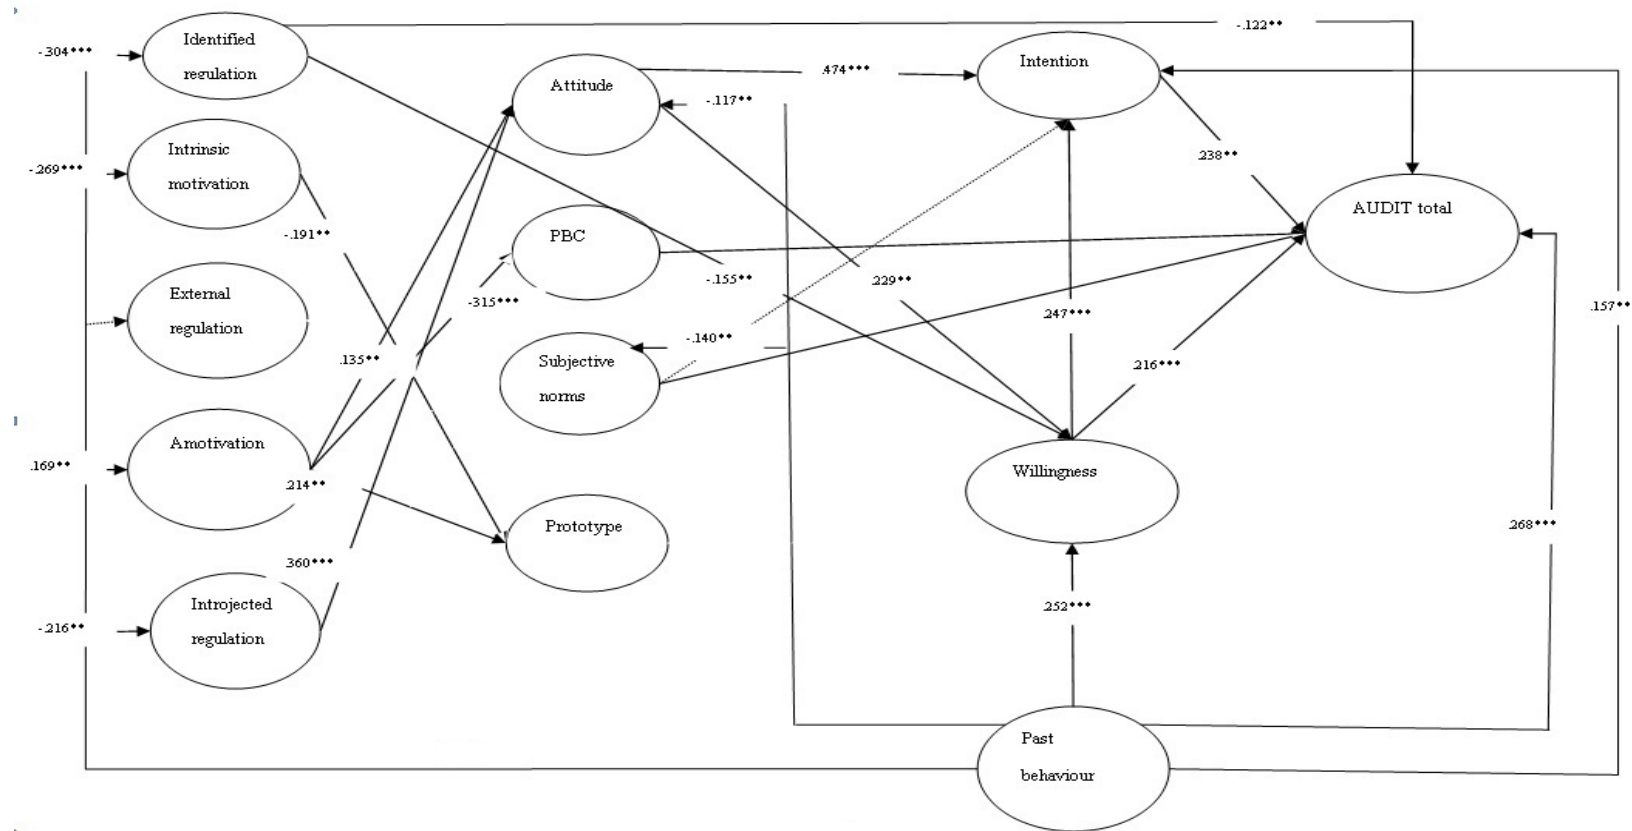 -.122**
Identified
regulation
-.304***
Intention
Attitude
.474***
-.117**
Intrinsic
motivation
-.269***
.238**
AUDIT total
-.191**
PBC
-.155**
.229**
External
regulation
-.315***
.247***
.157**
-.140**
.135**
Subjective
norms
.216***
Amotivation
.169**
.214**
Willingness
Prototype
.268***
.360***
Introjected
regulation
-.216**
.252***
Past
behaviour